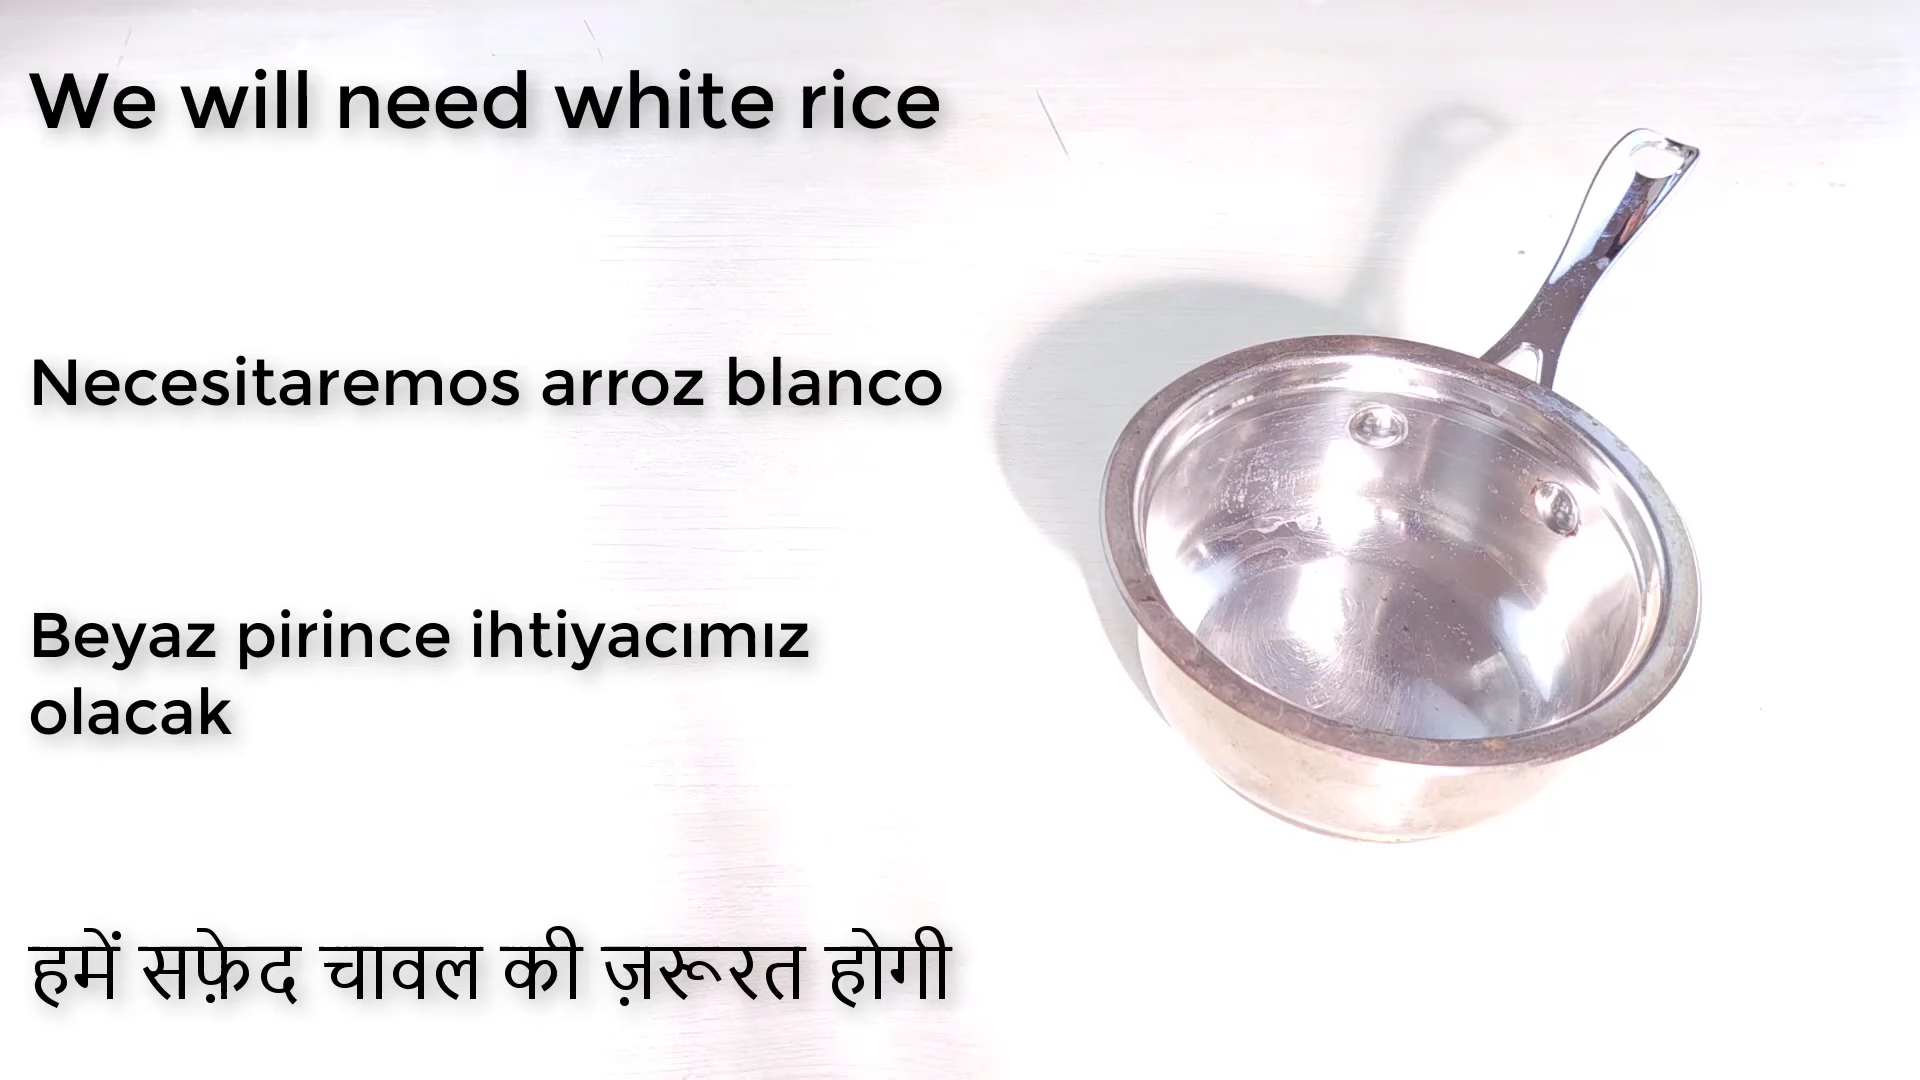 We will need white rice
Necesitaremos arroz blanco
Beyaz pirince ihtiyacımız
olacak
हमें सफ़ेद चावल की ज़रूरत होगी